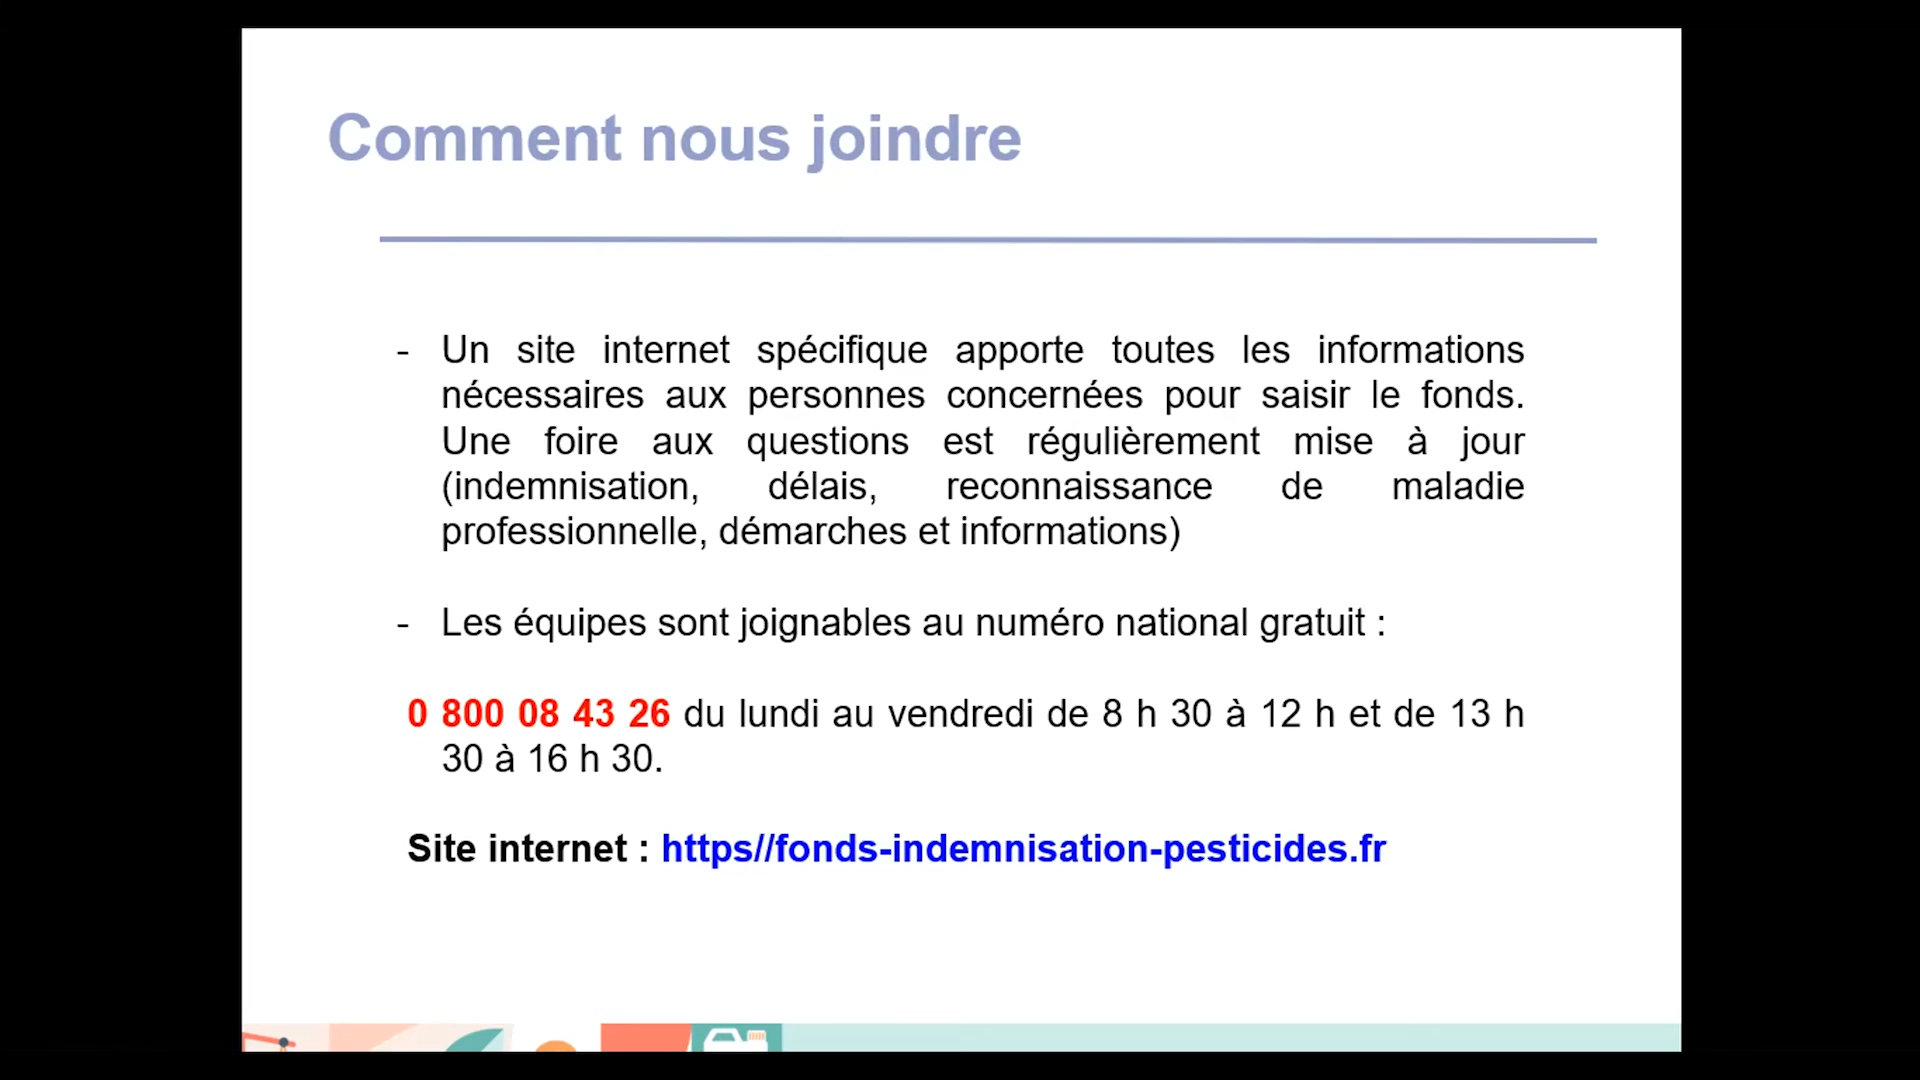 Comment nous joindre
- Un site internet spécifique apporte toutes les informations
nécessaires aux personnes concernées pour saisir le fonds.
Une foire aux questions est régulièrement mise à jour
(indemnisation, délais, reconnaissance de maladie
professionnelle, démarches et informations)
- Les équipes sont joignables au numéro national gratuit :
0 800 08 43 26 du lundi au vendredi de 8 h 30 à 12 h et de 13 h
30 à 16 h 30.
Site internet : https//fonds-indemnisation-pesticides.fr